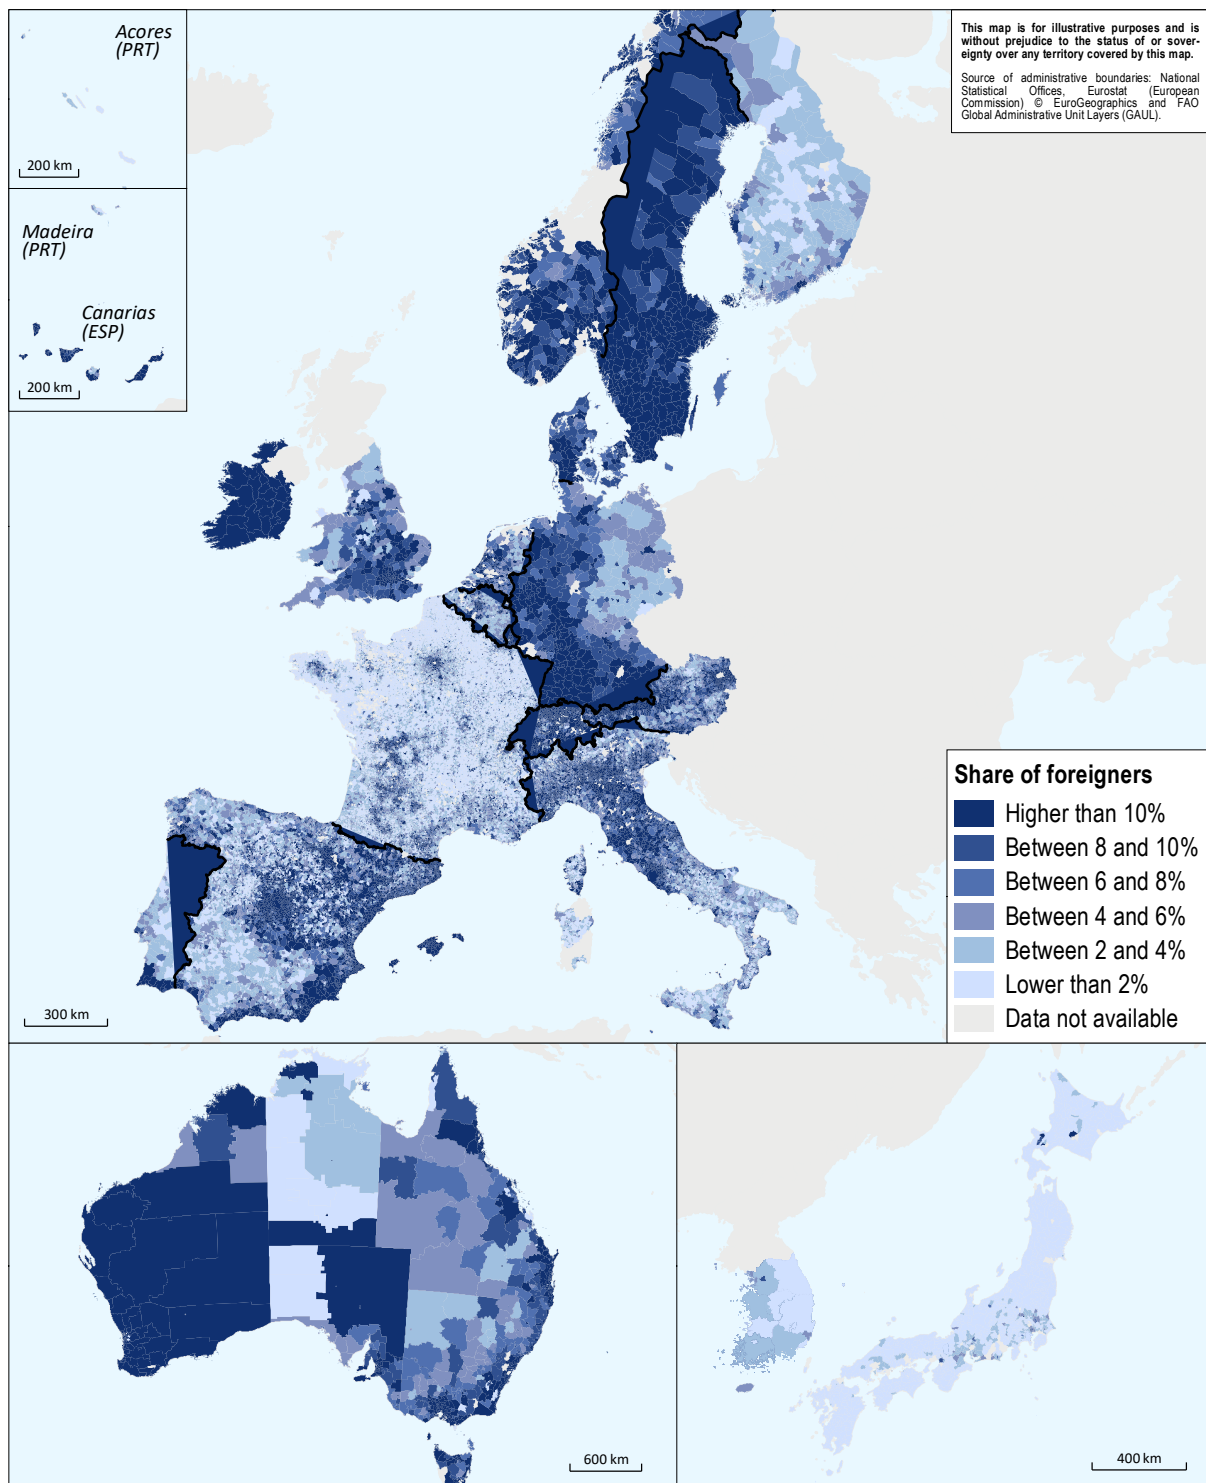 Acores
(PRT)
200 km
Madeira
(PRT)
Canarias
(ESP)
200 km
This map is for illustrative purposes and is
without prejudice to the status of or sover-
eignty over any territory covered by this map.
Source of administrative boundaries: National
Statistical Offices, Eurostat (European
Commission) © EuroGeographics and FAO
Global Administrative Unit Layers (GAUL).
Share of foreigners
Higher than 10%
Between 8 and 10%
Between 6 and 8%
Between 4 and 6%
Between 2 and 4%
Lower than 2%
Data not available
300 km
600 km
400 km